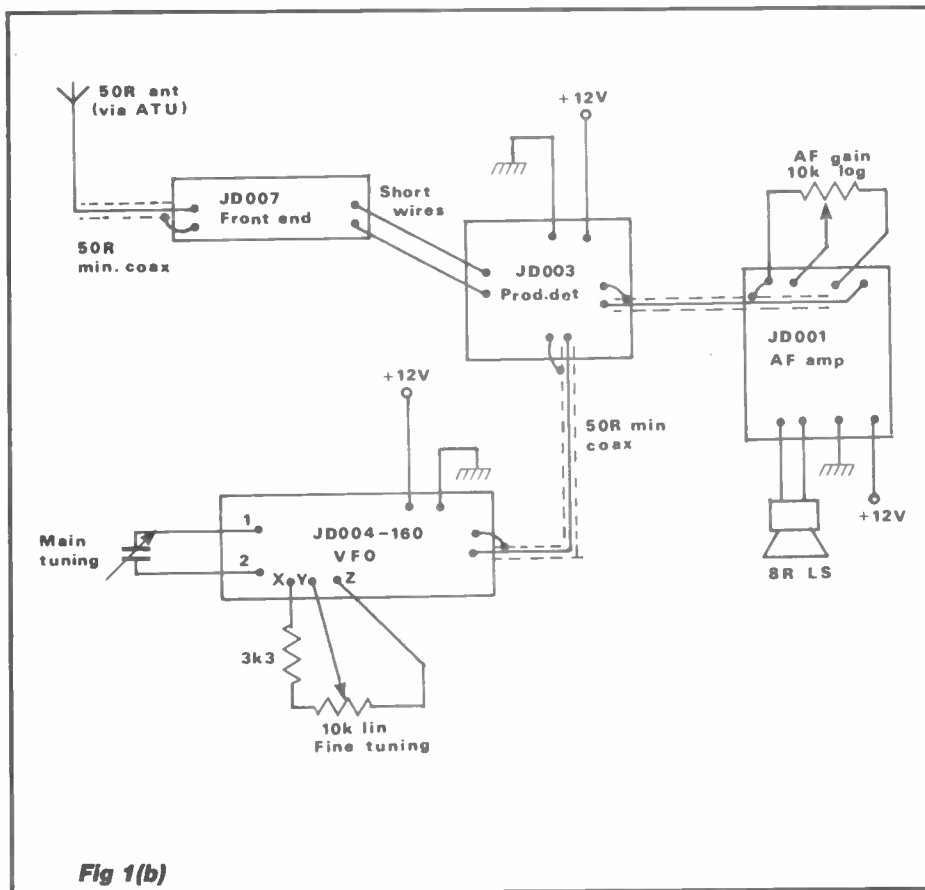 50R ant
(via ATU)
+12V
AF gain
10k log
JD007
Front end
Short
wires
50R
min. coax
JD003
Prod.det
JD001
AF amp
+12V
50R min
coax
+12V
Main
tuning
1
2
JD004-160
VFO
X Y Z
8R LS
3k3
10k lin
Fine tuning
Fig 1(b)